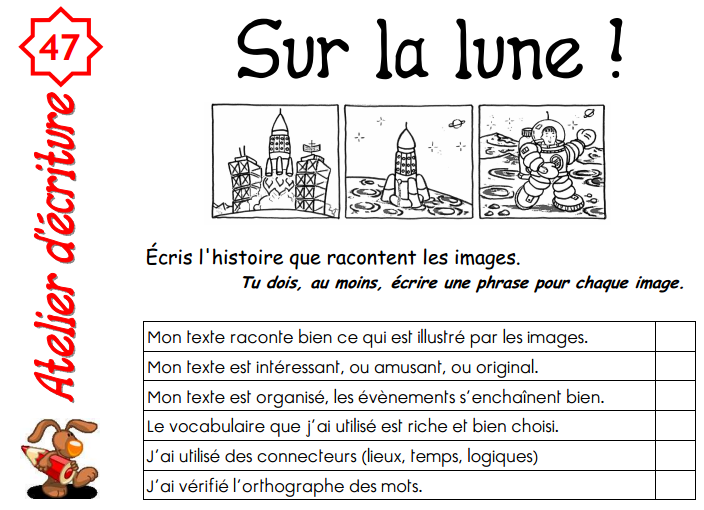 47
Atelier d'écriture
Sur la lune !
Écris l'histoire que racontent les images.
Tu dois, au moins, écrire une phrase pour chaque image.
Mon texte raconte bien ce qui est illustré par les images.
Mon texte est intéressant, ou amusant, ou original.
Mon texte est organisé, les évènements s'enchaînent bien.
Le vocabulaire que j'ai utilisé est riche et bien choisi.
J'ai utilisé des connecteurs (lieux, temps, logiques)
J'ai vérifié l'orthographe des mots.